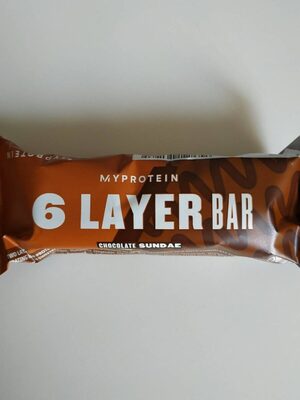 MYPROTEIN
6 LAYER BAR
CHOCOLATE SUNDAE